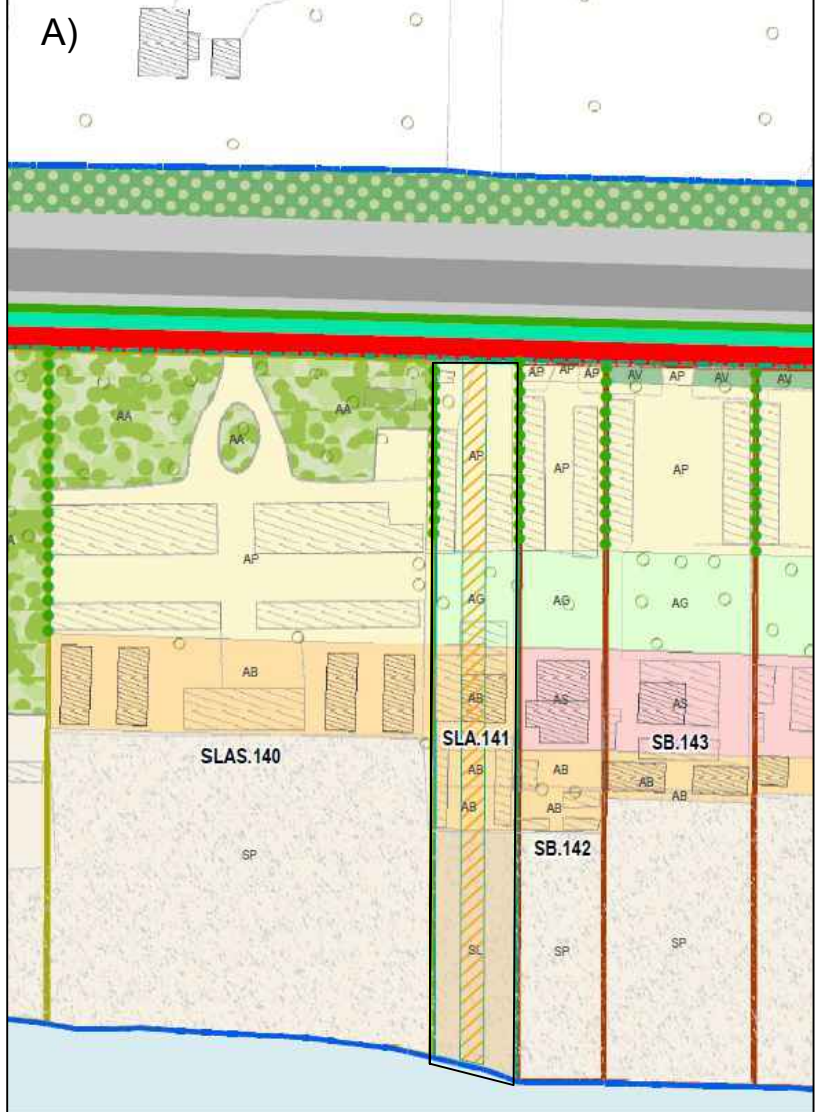 A)
AP AP AP AV AP AV AV
AA AA
AA
AP AP AP
A
AP
AG AG AG
AB AB AS AS
SLA.141 SB.143
SLAS.140
AB AB AB
AB AB AB
SB.142
SP
SL SP SP